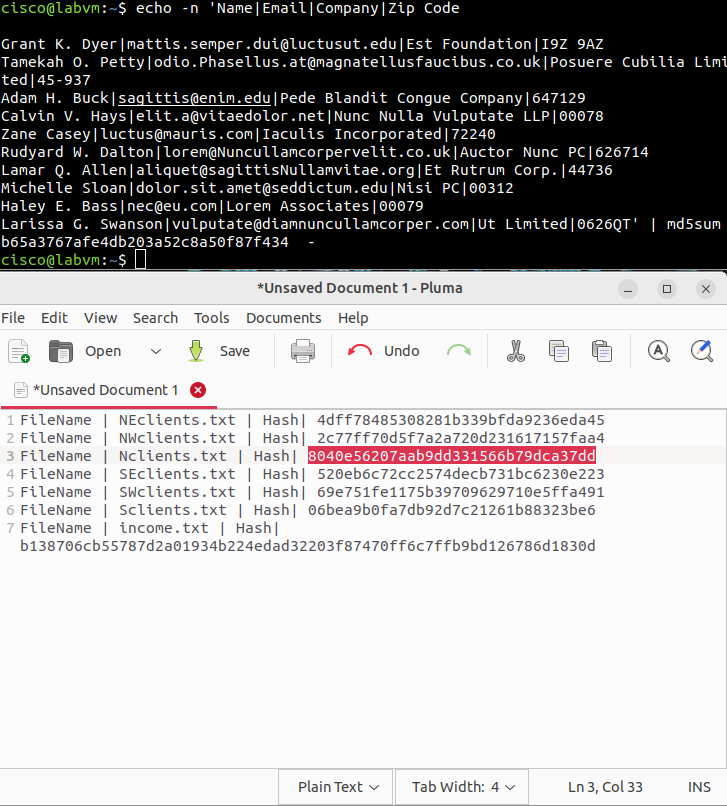 cisco@labvm:~$ echo -n 'Name|Email|Company|Zip Code
Grant K. Dyer|mattis.semper.dui@luctusut.edu|Est Foundation|I9Z 9AZ
Tamekah O. Petty|odio.Phasellus.at@magnatellusfaucibus.co.uk|Posuere Cubilia Limi
ted|45-937
Adam H. Buck|sagittis@enim.edu|Pede Blandit Congue Company|647129
Calvin V. Hays|elit.a@vitaedolor.net|Nunc Nulla Vulputate LLP|00078
Zane Casey|luctus@mauris.com|Iaculis Incorporated|72240
Rudyard W. Dalton|lorem@Nuncullamcorpervelit.co.uk|Auctor Nunc PC|626714
Lamar Q. Allen|aliquet@sagittisNullamvitae.org|Et Rutrum Corp.|44736
Michelle Sloan|dolor.sit.amet@seddictum.edu|Nisi PC|00312
Haley E. Bass|nec@eu.com|Lorem Associates|00079
Larissa G. Swanson|vulputate@diamnuncullamcorper.com|Ut Limited|0626QT' | md5sum
b65a3767afe4db203a52c8a50f87f434  -
cisco@labvm:~$
*Unsaved Document 1 - Pluma
File Edit View Search Tools Documents Help
Open Save Undo
*Unsaved Document 1
1 FileName | NEclients.txt | Hash| 4dff78485308281b339bfda9236eda45
2 FileName | NWclients.txt | Hash| 2c77ff70d5f7a2a720d231617157faa4
3 FileName | Nclients.txt | Hash| 8040e56207aab9dd331566b79dca37dd
4 FileName | SEclients.txt | Hash| 520eb6c72cc2574decb731bc6230e223
5 FileName | SWclients.txt | Hash| 69e751fe1175b39709629710e5ffa491
6 FileName | Sclients.txt | Hash| 06bea9b0fa7db92d7c21261b88323be6
7 FileName | income.txt | Hash|
b138706cb55787d2a01934b224edad32203f87470ff6c7ffb9bd126786d1830d
Plain Text Tab Width: 4 Ln 3, Col 33 INS